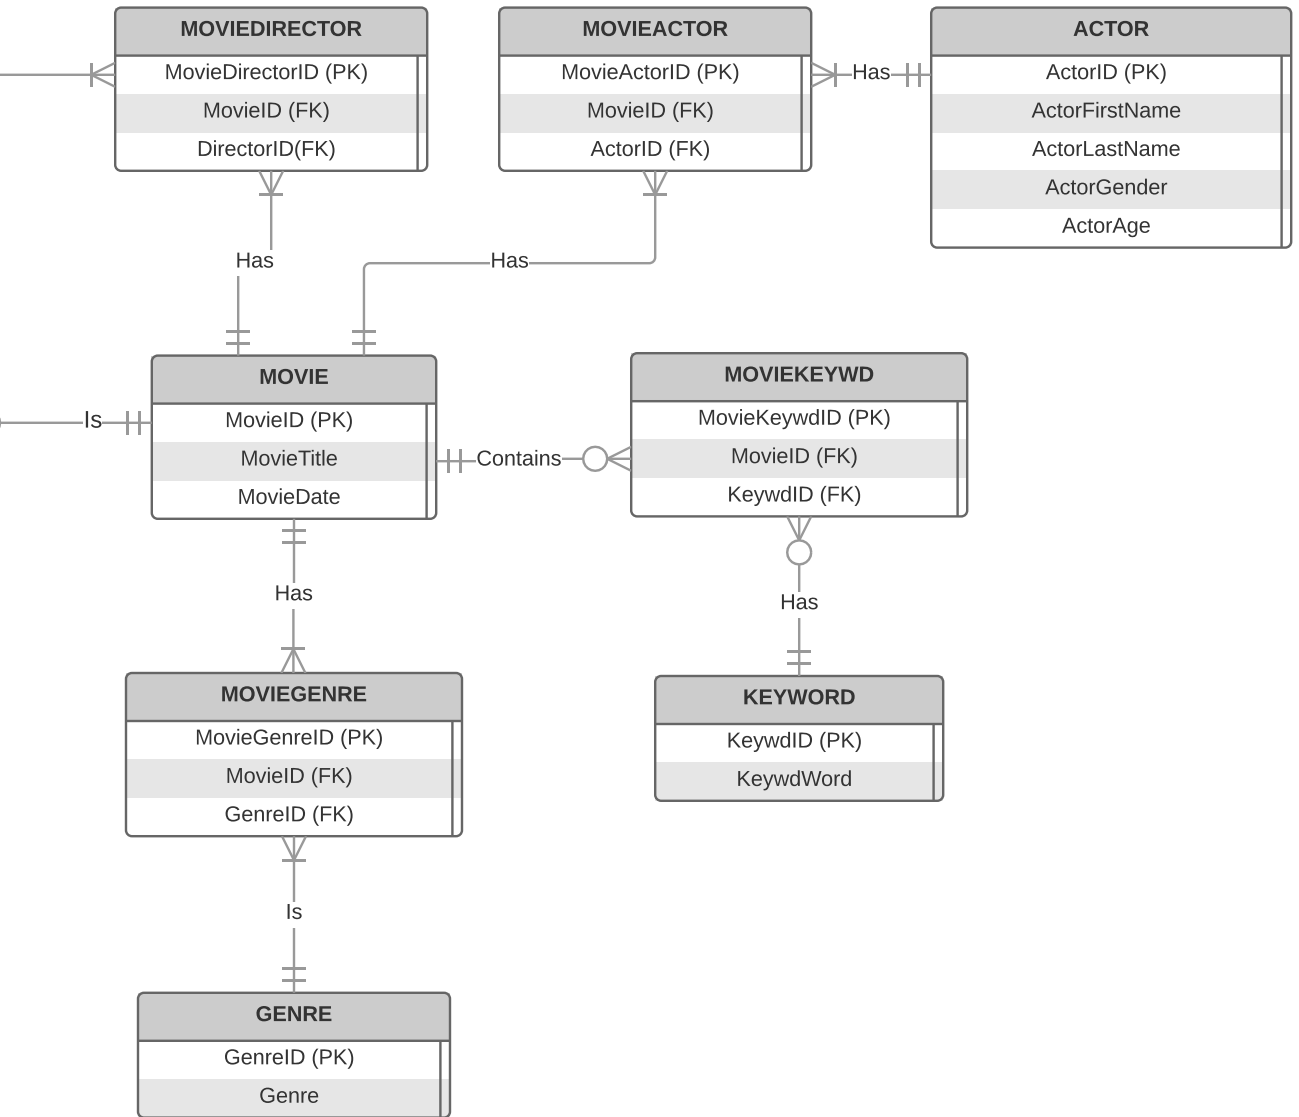 MOVIEDIRECTOR
MovieDirectorID (PK)
MovieID (FK)
DirectorID(FK)
MOVIEACTOR
MovieActorID (PK)
MovieID (FK)
ActorID (FK)
Has
ACTOR
ActorID (PK)
ActorFirstName
ActorLastName
ActorGender
ActorAge
Has
Has
Is
MOVIE
MovieID (PK)
MovieTitle
MovieDate
Contains
MOVIEKEYWD
MovieKeywdID (PK)
MovieID (FK)
KeywdID (FK)
Has
Has
MOVIEGENRE
MovieGenreID (PK)
MovieID (FK)
GenreID (FK)
KEYWORD
KeywdID (PK)
KeywdWord
Is
GENRE
GenreID (PK)
Genre